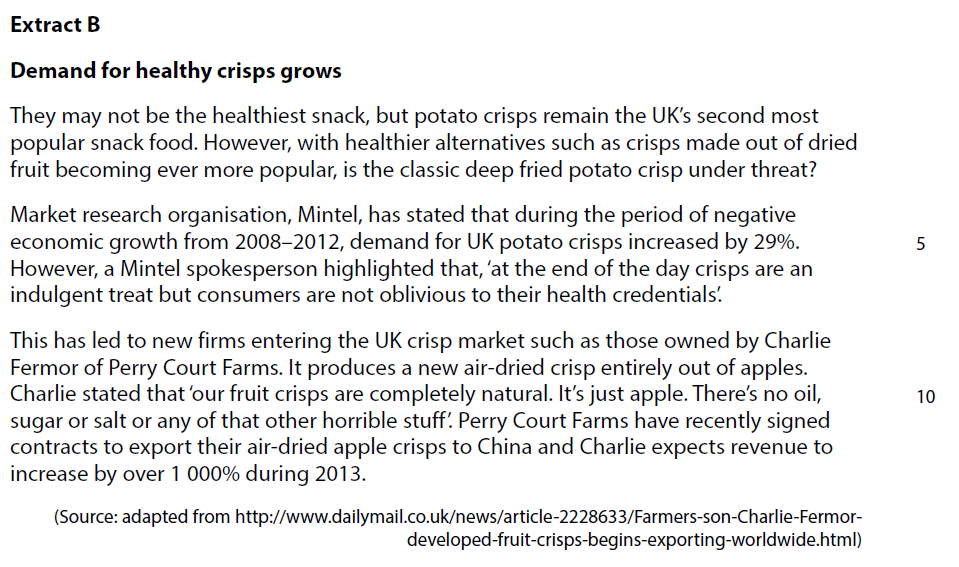 Extract B
Demand for healthy crisps grows
They may not be the healthiest snack, but potato crisps remain the UK's second most
popular snack food. However, with healthier alternatives such as crisps made out of dried
fruit becoming ever more popular, is the classic deep fried potato crisp under threat?
Market research organisation, Mintel, has stated that during the period of negative
economic growth from 2008–2012, demand for UK potato crisps increased by 29%. 5
However, a Mintel spokesperson highlighted that, 'at the end of the day crisps are an
indulgent treat but consumers are not oblivious to their health credentials'.
This has led to new firms entering the UK crisp market such as those owned by Charlie
Fermor of Perry Court Farms. It produces a new air-dried crisp entirely out of apples.
Charlie stated that 'our fruit crisps are completely natural. It's just apple. There's no oil, 10
sugar or salt or any of that other horrible stuff'. Perry Court Farms have recently signed
contracts to export their air-dried apple crisps to China and Charlie expects revenue to
increase by over 1 000% during 2013.
(Source: adapted from http://www.dailymail.co.uk/news/article-2228633/Farmers-son-Charlie-Fermor-
developed-fruit-crisps-begins-exporting-worldwide.html)